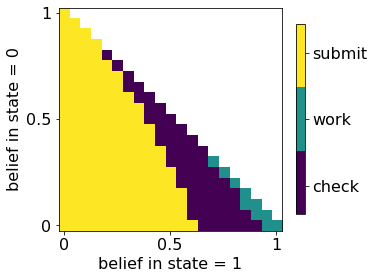 1
0.5
0
0
0.5
1
belief in state = 0
belief in state = 1
submit
work
check